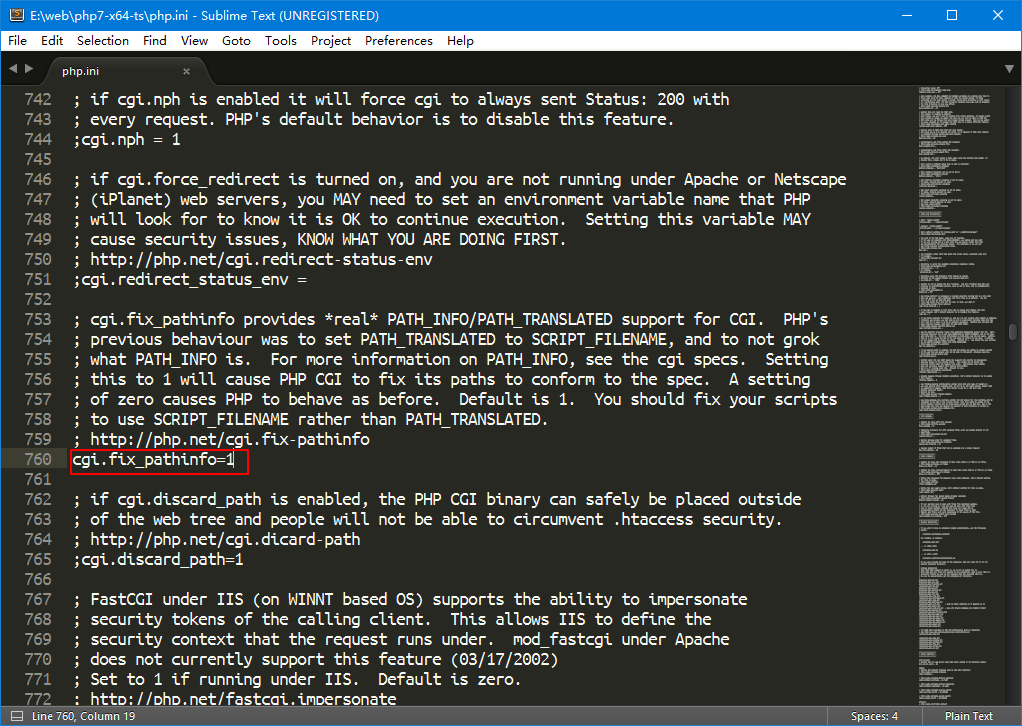 E:\web\php7-x64-ts\php.ini - Sublime Text (UNREGISTERED)
File Edit Selection Find View Goto Tools Project Preferences Help
php.ini
742 ; if cgi.nph is enabled it will force cgi to always sent Status: 200 with
743 ; every request. PHP's default behavior is to disable this feature.
744 ;cgi.nph = 1
745
746 ; if cgi.force_redirect is turned on, and you are not running under Apache or Netscape
747 ; (iPlanet) web servers, you MAY need to set an environment variable name that PHP
748 ; will look for to know it is OK to continue execution.  Setting this variable MAY
749 ; cause security issues, KNOW WHAT YOU ARE DOING FIRST.
750 ; http://php.net/cgi.redirect-status-env
751 ;cgi.redirect_status_env =
752
753 ; cgi.fix_pathinfo provides *real* PATH_INFO/PATH_TRANSLATED support for CGI.  PHP's
754 ; previous behaviour was to set PATH_TRANSLATED to SCRIPT_FILENAME, and to not grok
755 ; what PATH_INFO is.  For more information on PATH_INFO, see the cgi specs.  Setting
756 ; this to 1 will cause PHP CGI to fix its paths to conform to the spec.  A setting
757 ; of zero causes PHP to behave as before.  Default is 1.  You should fix your scripts
758 ; to use SCRIPT_FILENAME rather than PATH_TRANSLATED.
759 ; http://php.net/cgi.fix-pathinfo
760 cgi.fix_pathinfo=1
761
762 ; if cgi.discard_path is enabled, the PHP CGI binary can safely be placed outside
763 ; of the web tree and people will not be able to circumvent .htaccess security.
764 ; http://php.net/cgi.dicard-path
765 ;cgi.discard_path=1
766
767 ; FastCGI under IIS (on WINNT based OS) supports the ability to impersonate
768 ; security tokens of the calling client.  This allows IIS to define the
769 ; security context that the request runs under.  mod_fastcgi under Apache
770 ; does not currently support this feature (03/17/2002)
771 ; Set to 1 if running under IIS.  Default is zero.
772 ; http://php.net/fastcgi.impersonate
Line 760, Column 19 Spaces: 4 Plain Text